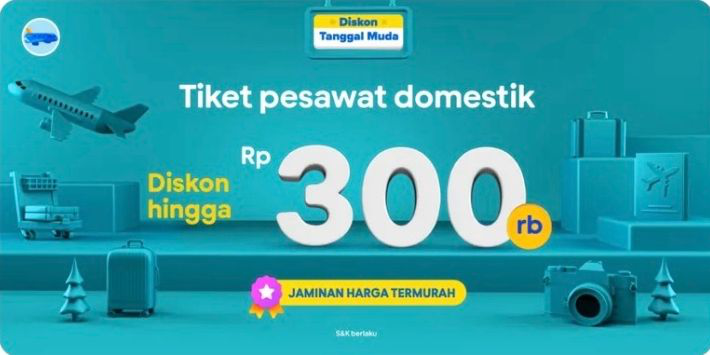 Diskon
Tanggal Muda
Tiket pesawat domestik
Diskon
hingga
Rp 300 rb
JAMINAN HARGA TERMURAH
S&K berlaku